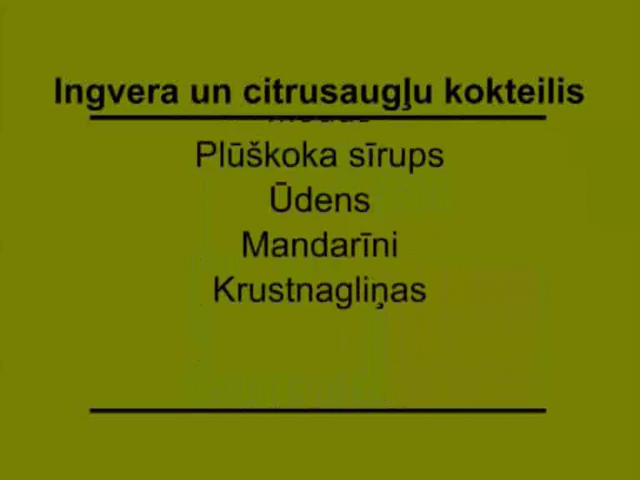 Ingvera un citrusaugļu kokteilis
Plūškoka sīrups
Ūdens
Mandarīni
Krustnagliņas